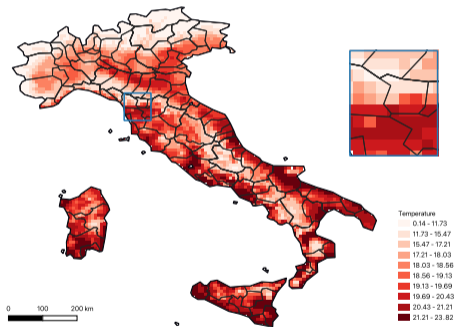 Temperature
0.14 - 11.73
11.73 - 15.47
15.47 - 17.21
17.21 - 18.03
18.03 - 18.56
18.56 - 19.13
19.13 - 19.69
19.69 - 20.43
20.43 - 21.21
21.21 - 23.82
0 100 200 km